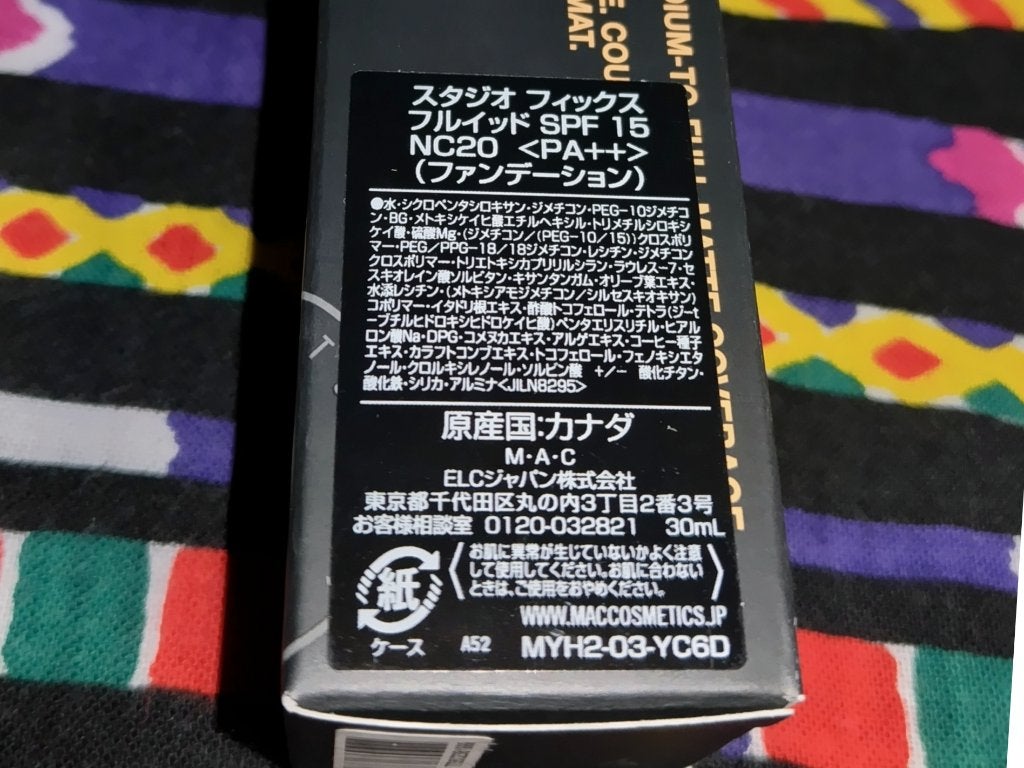 DIUM-TO FULL MATTE COVERAGE
E. COU
MAT.
スタジオ フィックス
フルイッド SPF 15
NC20 <PA++>
(ファンデーション)
●水・シクロペンタシロキサン・ジメチコン・PEG-10ジメチコ
ン・BG・メトキシケイヒ酸エチルヘキシル・トリメチルシロキシ
ケイ酸・硫酸Mg・(ジメチコン/(PEG-10/15))クロスポリ
マー・PEG/PPG-18/18ジメチコン・レシチン・ジメチコン
クロスポリマー・トリエトキシカプリリルシラン・ラウレス-7・セ
スキオレイン酸ソルビタン・キサンタンガム・オリーブ葉エキス・
水添レシチン・(メトキシアモジメチコン/シルセスキオキサン)
コポリマー・イタドリ根エキス・酢酸トコフェロール・テトラ(ジーt
ーブチルヒドロキシヒドロケイヒ酸)ペンタエリスリチル・ヒアル
ロン酸Na・DPG・コメヌカエキス・アルゲエキス・コーヒー種子
エキス・カラフトコンブエキス・トコフェロール・フェノキシエタ
ノール・クロルキシレノール・ソルビン酸 +/- 酸化チタン・
酸化鉄・シリカ・アルミナ<JILN8295>
原産国:カナダ
M・A・C
ELCジャパン株式会社
東京都千代田区丸の内3丁目2番3号
お客様相談室 0120-032821 30mL
お肌に異常が生じていないかよく注意
して使用してください。お肌に合わない
ときは、ご使用をおやめください。
紙
ケース
WWW.MACCOSMETICS.JP
A52 MYH2-03-YC6D